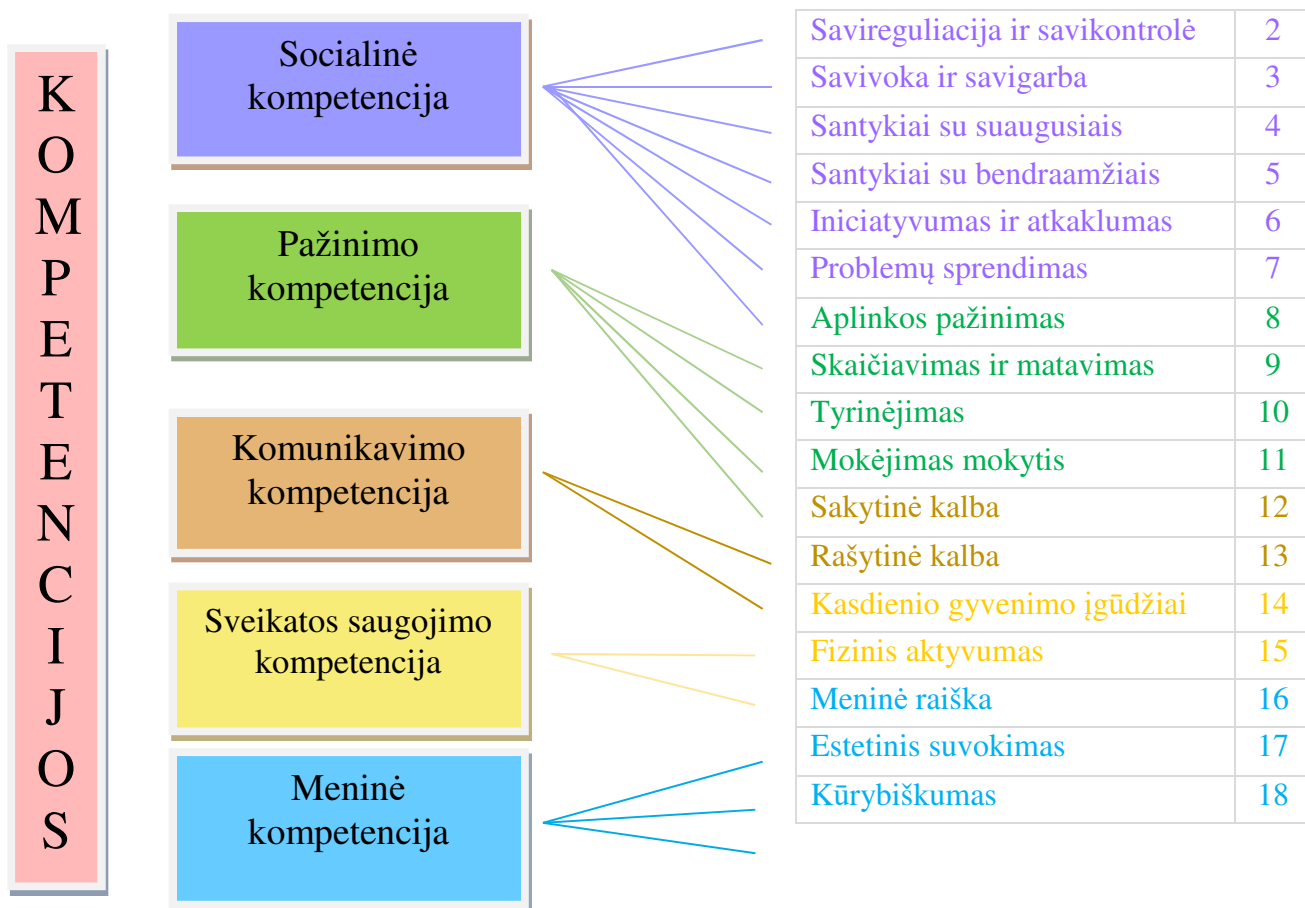 KOMPETENCIJOS
Socialinė
kompetencija
Pažinimo
kompetencija
Komunikavimo
kompetencija
Sveikatos saugojimo
kompetencija
Meninė
kompetencija
Savireguliacija ir savikontrolė 2
Savivoka ir savigarba 3
Santykiai su suaugusiais 4
Santykiai su bendraamžiais 5
Iniciatyvumas ir atkaklumas 6
Problemų sprendimas 7
Aplinkos pažinimas 8
Skaičiavimas ir matavimas 9
Tyrinėjimas 10
Mokėjimas mokytis 11
Sakytinė kalba 12
Rašytinė kalba 13
Kasdienio gyvenimo įgūdžiai 14
Fizinis aktyvumas 15
Meninė raiška 16
Estetinis suvokimas 17
Kūrybiškumas 18